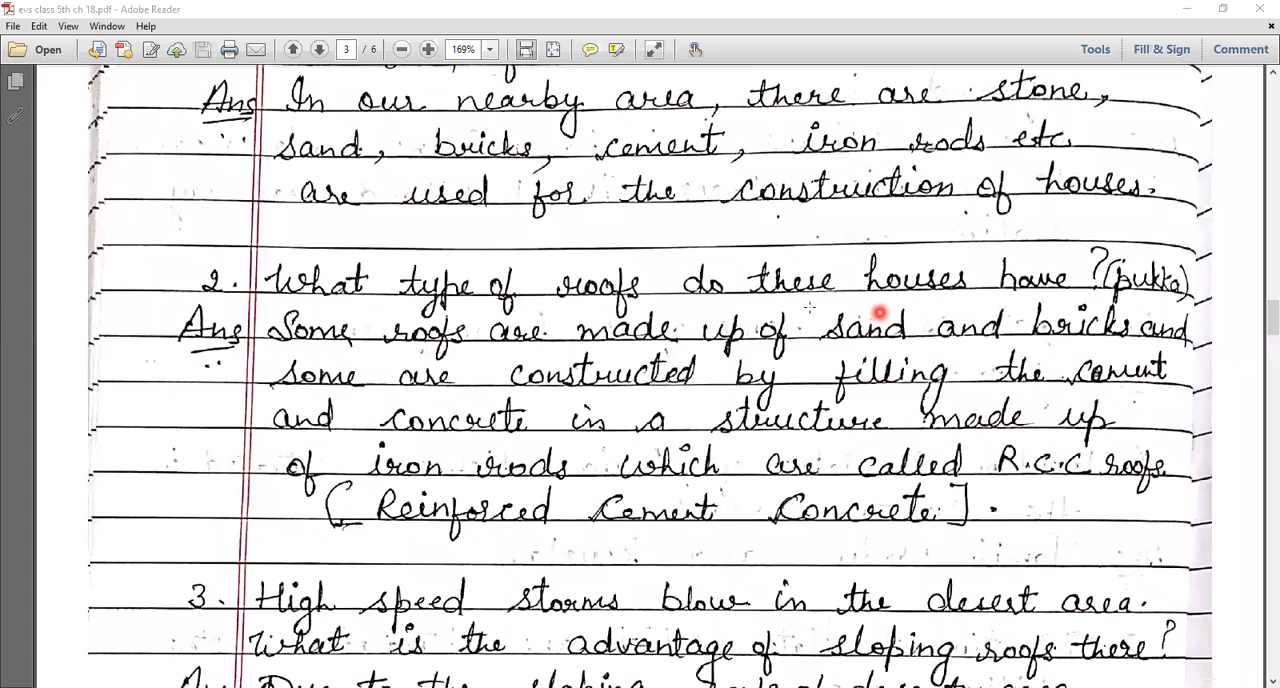 evs class 5th ch 18.pdf - Adobe Reader
File Edit View Window Help
Open 3 / 6 169% Tools Fill & Sign Comment
Ans In our nearby area, there are stone,
sand, bricks, cement, iron rods etc
are used for the construction of houses.
2. What type of roofs do these houses have? (pukka)
Ans Some roofs are made up of sand and bricks and
some are constructed by filling the cement
and concrete in a structure made up
of iron rods which are called R.C.C roofs
[Reinforced Cement Concrete].
3. High speed storms blow in the desert area.
What is the advantage of sloping roofs there?
Due to the sloping